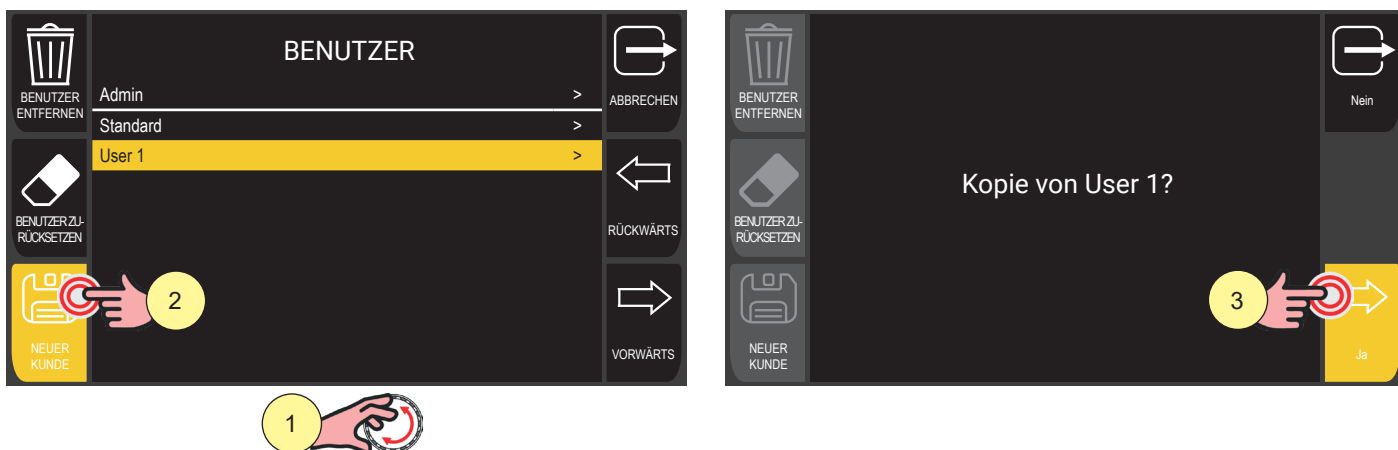 BENUTZER
ENTFERNEN
BENUTZER ZU-
RÜCKSETZEN
NEUER
KUNDE
BENUTZER
Admin >
Standard >
User 1 >
ABBRECHEN
RÜCKWÄRTS
VORWÄRTS
2
1
BENUTZER
ENTFERNEN
BENUTZER ZU-
RÜCKSETZEN
NEUER
KUNDE
Kopie von User 1?
Nein
3
Ja